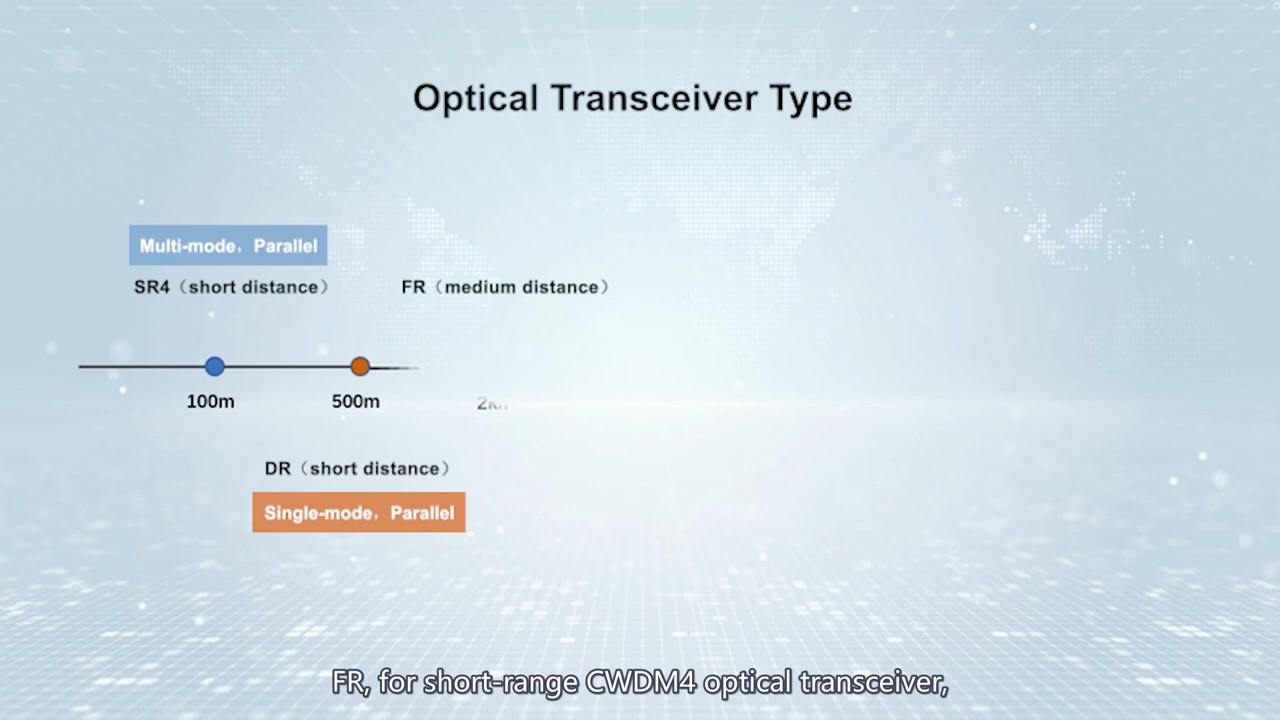 Optical Transceiver Type
Multi-mode，Parallel
SR4（short distance）
FR（medium distance）
100m
500m
DR（short distance）
Single-mode，Parallel
FR, for short-range CWDM4 optical transceiver,